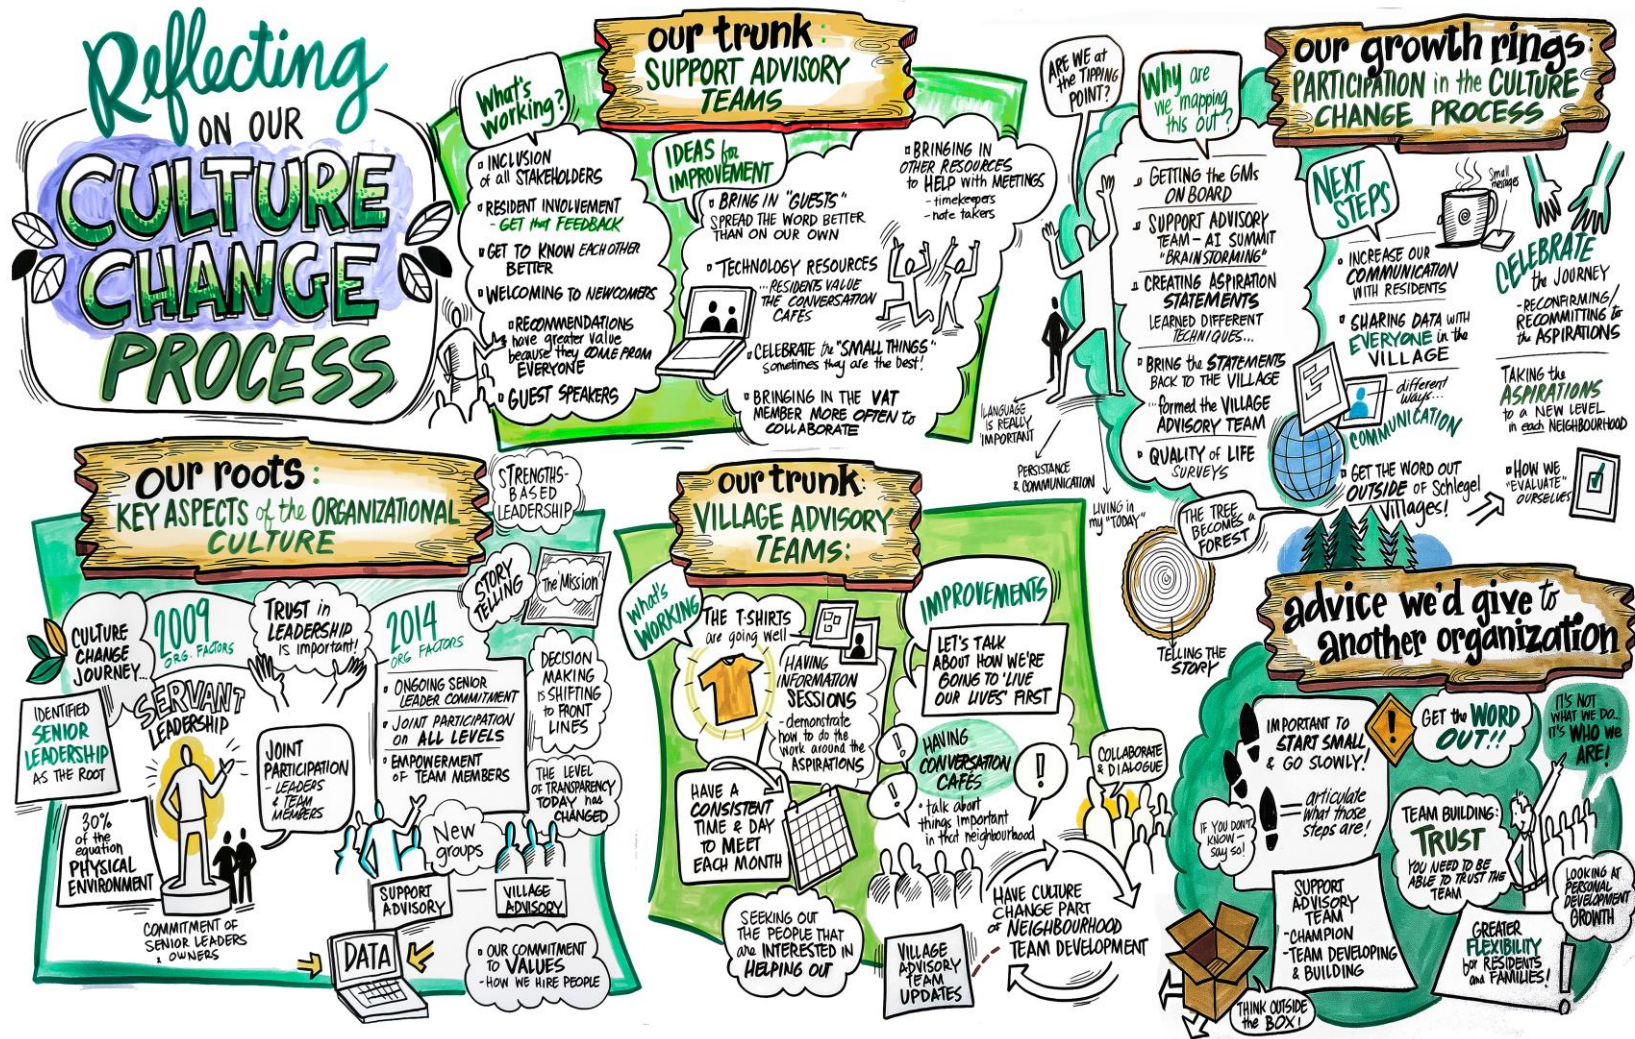 Reflecting
ON OUR
CULTURE
CHANGE
PROCESS
our trunk:
SUPPORT ADVISORY
TEAMS
What's
working?
▫ INCLUSION
of all STAKEHOLDERS
▫ RESIDENT INVOLVEMENT
- GET that FEEDBACK
▫ GET TO KNOW EACH OTHER
BETTER
▫ WELCOMING TO NEWCOMERS
▫ RECOMMENDATIONS
have greater value
because they COME FROM
EVERYONE
▫ GUEST SPEAKERS
IDEAS for
IMPROVEMENT
▫ BRING IN "GUESTS"
SPREAD THE WORD BETTER
THAN ON OUR OWN
▫ TECHNOLOGY RESOURCES
...RESIDENTS VALUE
THE CONVERSATION
CAFÉS
▫ CELEBRATE the "SMALL THINGS"
sometimes they are the best!
▫ BRINGING IN THE VAT
MEMBER MORE OFTEN to
COLLABORATE
▫ BRINGING IN
OTHER RESOURCES
to HELP with MEETINGS
- timekeepers
- note takers
ARE WE at
the TIPPING
POINT?
LANGUAGE
IS REALLY
IMPORTANT
PERSISTANCE
& COMMUNICATION
LIVING in
my "TODAY"
our growth rings:
PARTICIPATION in the CULTURE
CHANGE PROCESS
Why are
we mapping
this out?
▫ GETTING the GMs
ON BOARD
▫ SUPPORT ADVISORY
TEAM - AI SUMMIT
"BRAINSTORMING"
▫ CREATING ASPIRATION
STATEMENTS
LEARNED DIFFERENT
TECHNIQUES...
▫ BRING the STATEMENTS
BACK TO THE VILLAGE
...formed the VILLAGE
ADVISORY TEAM
▫ QUALITY of LIFE
SURVEYS
THE TREE
BECOMES a
FOREST
TELLING THE
STORY
NEXT
STEPS
▫ INCREASE OUR
COMMUNICATION
WITH RESIDENTS
▫ SHARING DATA WITH
EVERYONE in the
VILLAGE
different
ways...
COMMUNICATION
▫ GET THE WORD OUT
OUTSIDE of Schlegel
Villages!
Small
messages
CELEBRATE
the JOURNEY
- RECONFIRMING/
RECOMMITTING to
the ASPIRATIONS
TAKING the
ASPIRATIONS
to a NEW LEVEL
in each NEIGHBOURHOOD
▫ HOW WE
"EVALUATE"
OURSELVES
our roots:
KEY ASPECTS of the ORGANIZATIONAL
CULTURE
STRENGTHS-
BASED
LEADERSHIP
STORY
TELLING
The 'Mission'
CULTURE
CHANGE
JOURNEY...
2009
ORG. FACTORS
TRUST in
LEADERSHIP
IS important!
2014
ORG FACTORS
IDENTIFIED
SENIOR
LEADERSHIP
AS THE ROOT
SERVANT
LEADERSHIP
30%
of the
equation
PHYSICAL
ENVIRONMENT
JOINT
PARTICIPATION
- LEADERS
& TEAM
MEMBERS
COMMITMENT OF
SENIOR LEADERS
& OWNERS
▫ ONGOING SENIOR
LEADER COMMITMENT
▫ JOINT PARTICIPATION
on ALL LEVELS
▫ EMPOWERMENT
OF TEAM MEMBERS
DECISION
MAKING
IS SHIFTING
to FRONT
LINES
THE LEVEL
OF TRANSPARENCY
TODAY has
CHANGED
New
groups
SUPPORT
ADVISORY
VILLAGE
ADVISORY
DATA
▫ OUR COMMITMENT
TO VALUES
- HOW WE HIRE PEOPLE
our trunk:
VILLAGE ADVISORY
TEAMS:
What's
WORKING
THE T-SHIRTS
are going well
HAVING
INFORMATION
SESSIONS
- demonstrate
how to do the
work around the
ASPIRATIONS
HAVE A
CONSISTENT
TIME & DAY
TO MEET
EACH MONTH
SEEKING OUT
THE PEOPLE THAT
are INTERESTED IN
HELPING OUT
IMPROVEMENTS
LET'S TALK
ABOUT HOW WE'RE
GOING TO 'LIVE
OUR LIVES' FIRST
HAVING
CONVERSATION
CAFÉS
• talk about
things important
in that neighbourhood
!
!
!
COLLABORATE
& DIALOGUE
VILLAGE
ADVISORY
TEAM
UPDATES
HAVE CULTURE
CHANGE PART
of NEIGHBOURHOOD
TEAM DEVELOPMENT
advice we'd give to
another organization
IMPORTANT TO
START SMALL
& GO SLOWLY!
articulate
what those
steps are!
IF YOU DON'T
KNOW -
say so!
!
GET the WORD
OUT!!
IT'S NOT
WHAT WE DO...
IT'S WHO WE
ARE!
TEAM BUILDING:
TRUST
YOU NEED TO BE
ABLE TO TRUST THE
TEAM
SUPPORT
ADVISORY
TEAM
- CHAMPION
- TEAM DEVELOPING
& BUILDING
LOOKING AT
PERSONAL
DEVELOPMENT
GROWTH
GREATER
FLEXIBILITY
for RESIDENTS
and FAMILIES!
!
THINK OUTSIDE
the BOX!